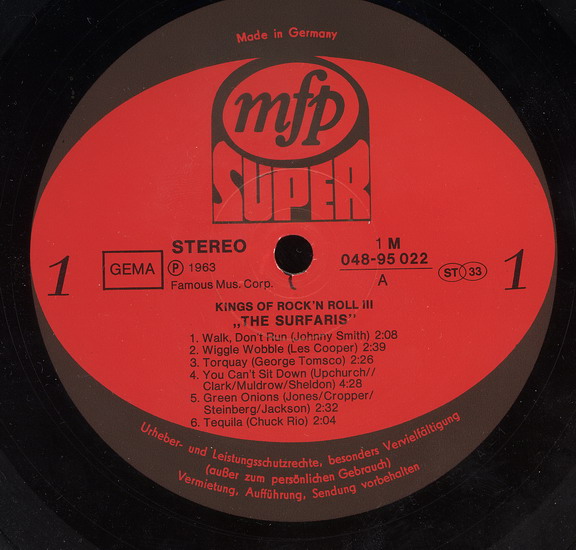 Made in Germany
mfp
SUPER
STEREO
1 M
GEMA
℗ 1963
048-95 022
ST 33
1
1
Famous Mus. Corp.
A
KINGS OF ROCK'N ROLL III
„THE SURFARIS"
1. Walk, Don't Run (Johnny Smith) 2:08
2. Wiggle Wobble (Les Cooper) 2:39
3. Torquay (George Tomsco) 2:26
4. You Can't Sit Down (Upchurch//
Clark/Muldrow/Sheldon) 4:28
5. Green Onions (Jones/Cropper/
Steinberg/Jackson) 2:32
6. Tequila (Chuck Rio) 2:04
Urheber- und Leistungsschutzrechte, besonders Vervielfältigung
(außer zum persönlichen Gebrauch)
Vermietung, Aufführung, Sendung vorbehalten